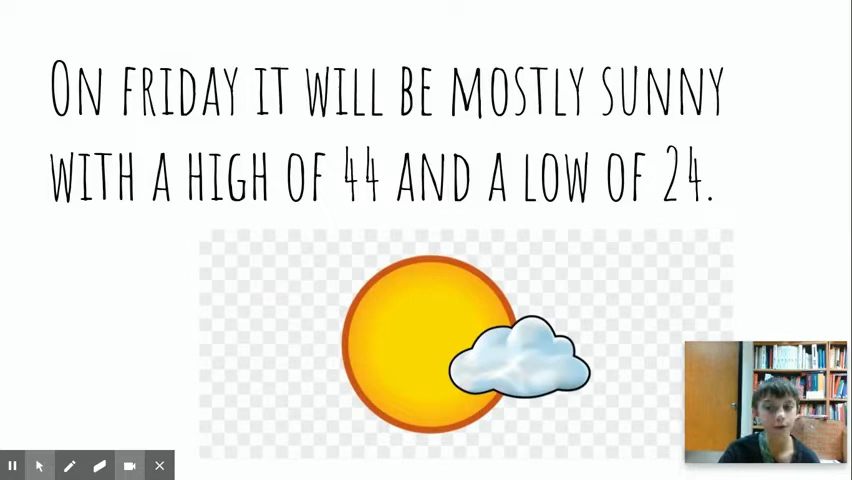 On friday it will be mostly sunny
with a high of 44 and a low of 24.